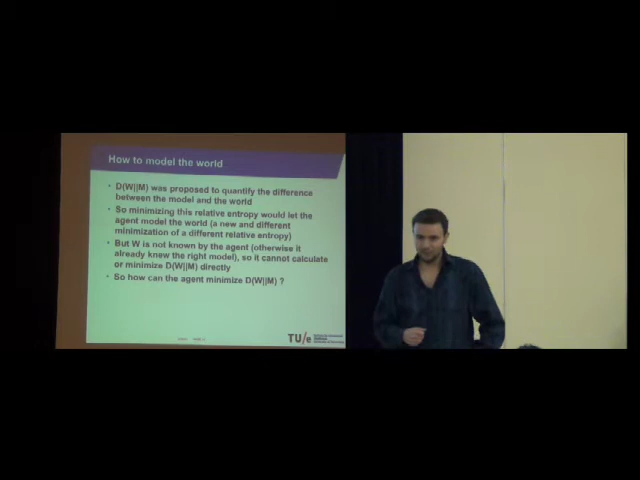 How to model the world
• D(W||M) was proposed to quantify the difference
between the model and the world
• So minimizing this relative entropy would let the
agent model the world (a new and different
minimization of a different relative entropy)
• But W is not known by the agent (otherwise it
already knew the right model), so it cannot calculate
or minimize D(W||M) directly
• So how can the agent minimize D(W||M) ?
TU/e